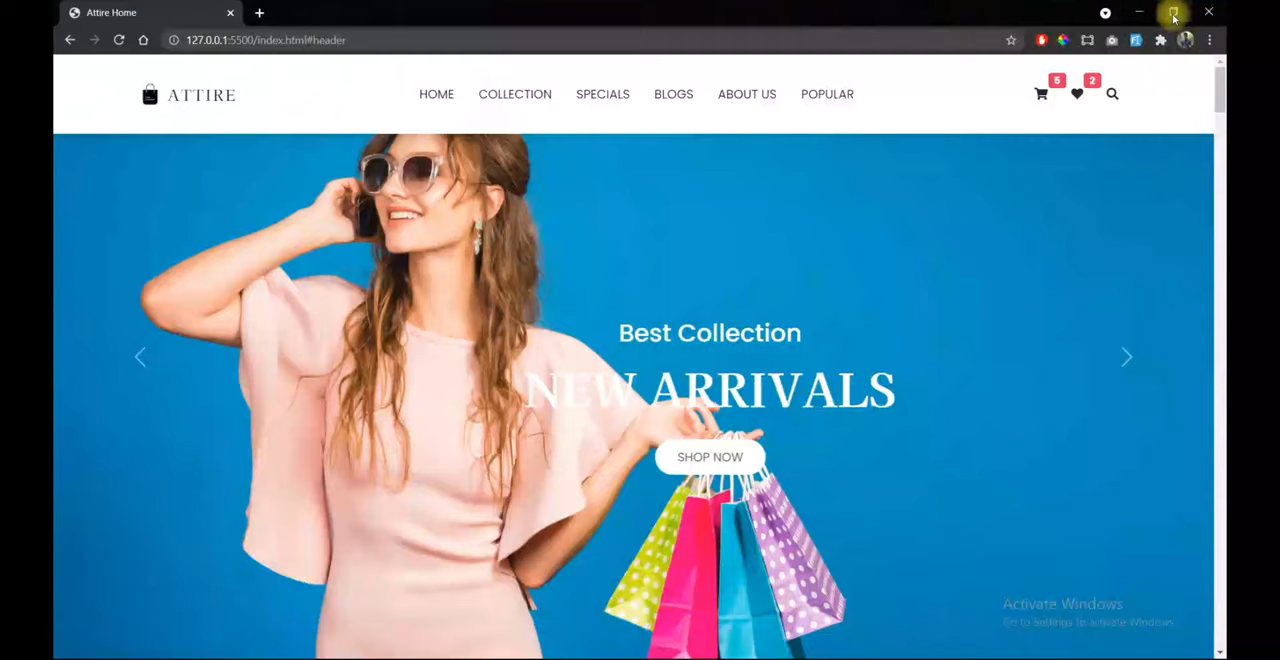 Attire Home
127.0.0.1:5500/index.html#header
ATTIRE
HOME COLLECTION SPECIALS BLOGS ABOUT US POPULAR
5 2
Best Collection
NEW ARRIVALS
SHOP NOW
Activate Windows
Go to Settings to activate Windows.